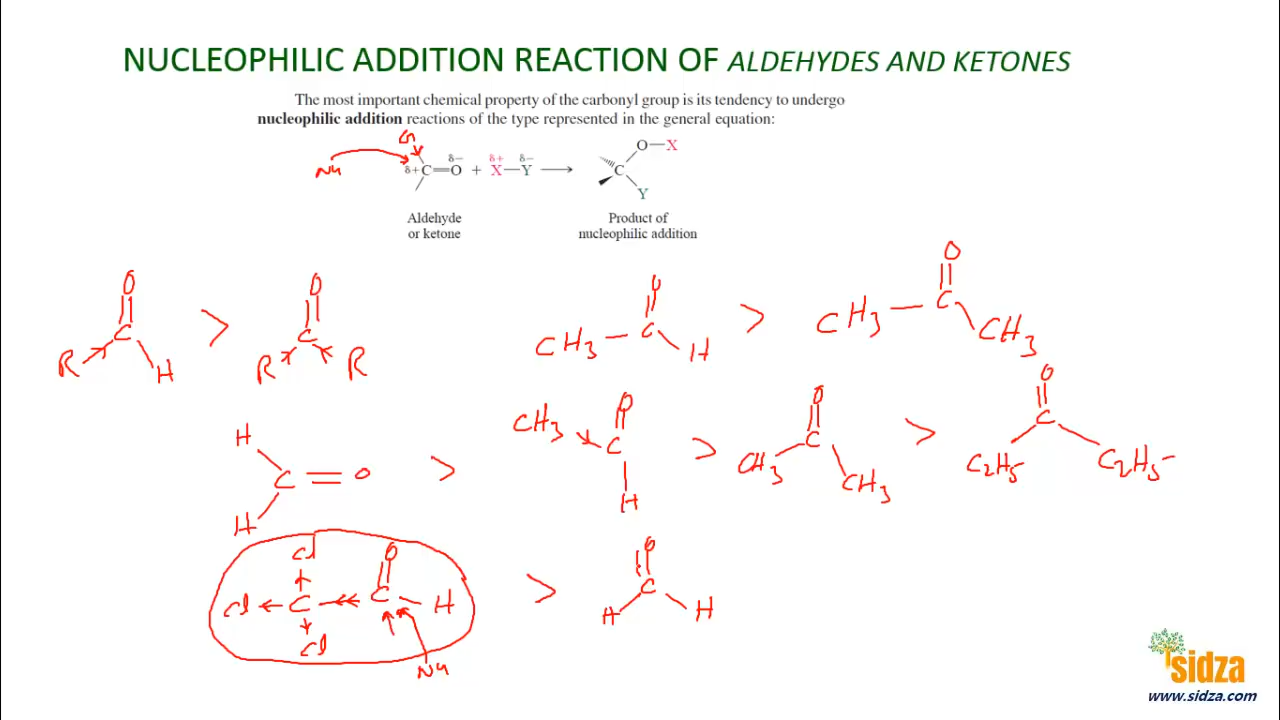 NUCLEOPHILIC ADDITION REACTION OF ALDEHYDES AND KETONES
The most important chemical property of the carbonyl group is its tendency to undergo
nucleophilic addition reactions of the type represented in the general equation:
G
Nu
δ+ C=O δ− + δ+ X—Y δ− ⟶ C O—X Y
Aldehyde
or ketone
Product of
nucleophilic addition
R C O H > R C O R
CH3 C O H > CH3 C O CH3
H H C = O > CH3 C O H > CH3 C O CH3 > C2H5 C O C2H5
Cl Cl C Cl C O H > H C O H
Nu
sidza
www.sidza.com